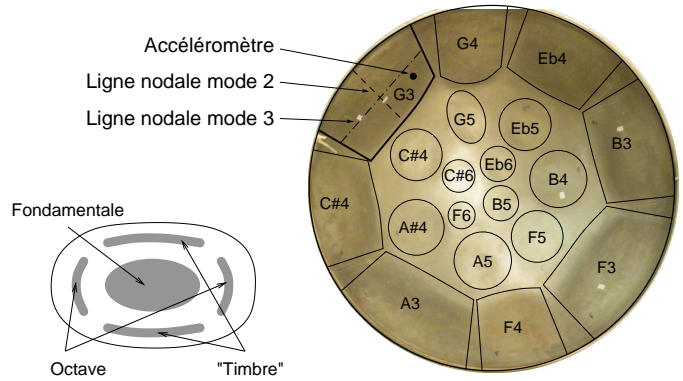 Accéléromètre
Ligne nodale mode 2
Ligne nodale mode 3
G3
G4
Eb4
B3
F3
F4
A3
C#4
C#4
G5
Eb5
B4
F5
A5
A#4
C#6
Eb6
B5
F6
Fondamentale
Octave
"Timbre"